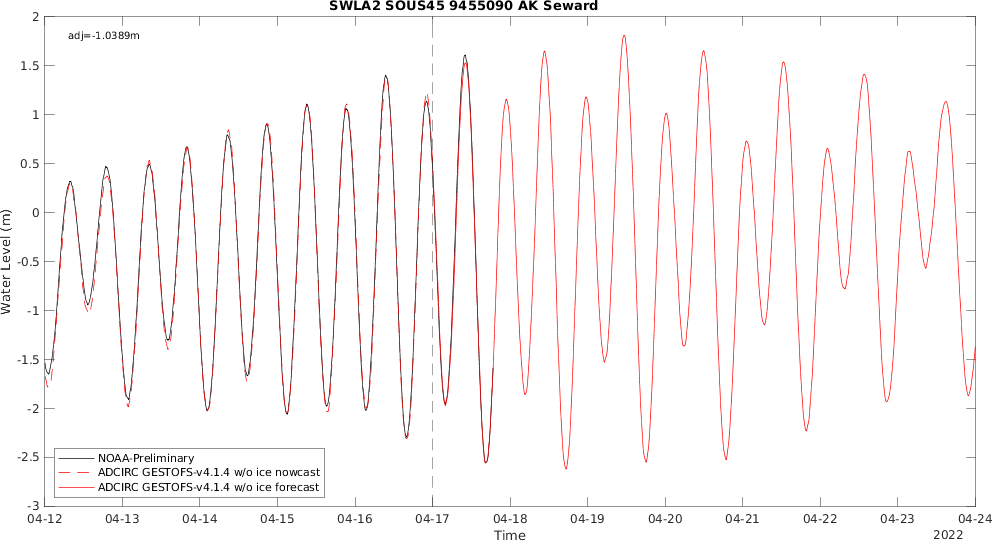 SWLA2 SOUS45 9455090 AK Seward
adj=-1.0389m
2
1.5
1
0.5
0
-0.5
-1
-1.5
-2
-2.5
-3
Water Level (m)
NOAA-Preliminary
ADCIRC GESTOFS-v4.1.4 w/o ice nowcast
ADCIRC GESTOFS-v4.1.4 w/o ice forecast
04-12 04-13 04-14 04-15 04-16 04-17 04-18 04-19 04-20 04-21 04-22 04-23 04-24
Time
2022